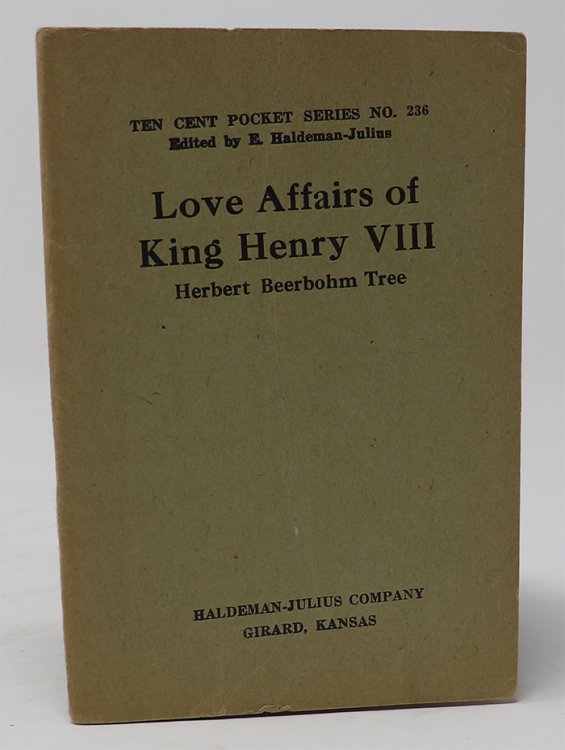 TEN CENT POCKET SERIES NO. 236
Edited by E. Haldeman-Julius
Love Affairs of
King Henry VIII
Herbert Beerbohm Tree
HALDEMAN-JULIUS COMPANY
GIRARD, KANSAS